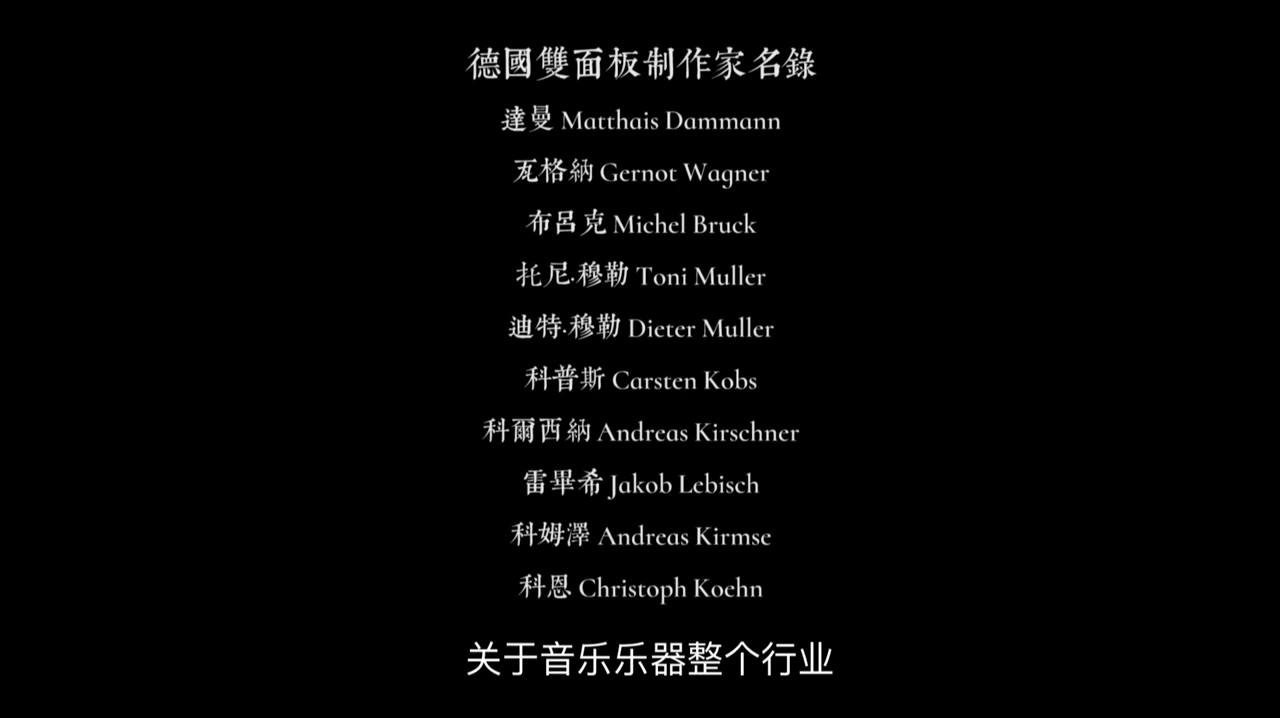 德國雙面板制作家名錄
達曼 Matthais Dammann
瓦格納 Gernot Wagner
布呂克 Michel Bruck
托尼.穆勒 Toni Muller
迪特.穆勒 Dieter Muller
科普斯 Carsten Kobs
科爾西納 Andreas Kirschner
雷畢希 Jakob Lebisch
科姆澤 Andreas Kirmse
科恩 Christoph Koehn
关于音乐乐器整个行业